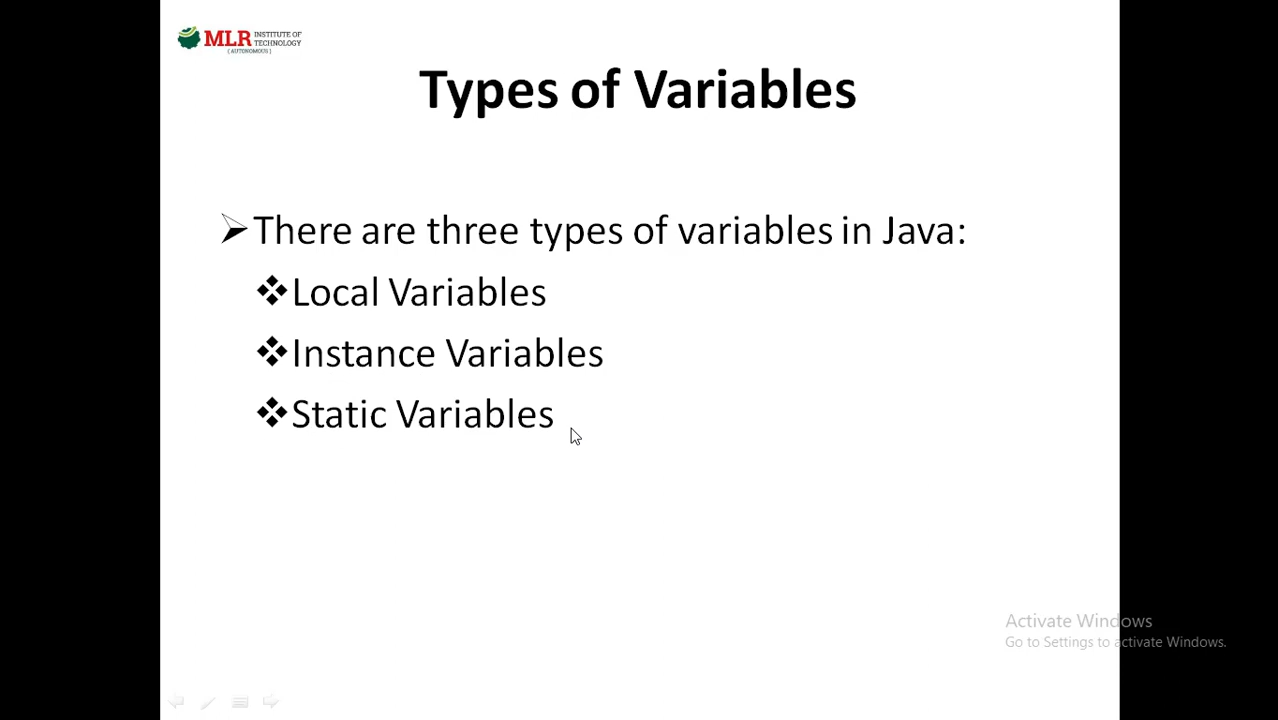 MLR INSTITUTE OF
TECHNOLOGY
(AUTONOMOUS)
Types of Variables
There are three types of variables in Java:
Local Variables
Instance Variables
Static Variables
Activate Windows
Go to Settings to activate Windows.